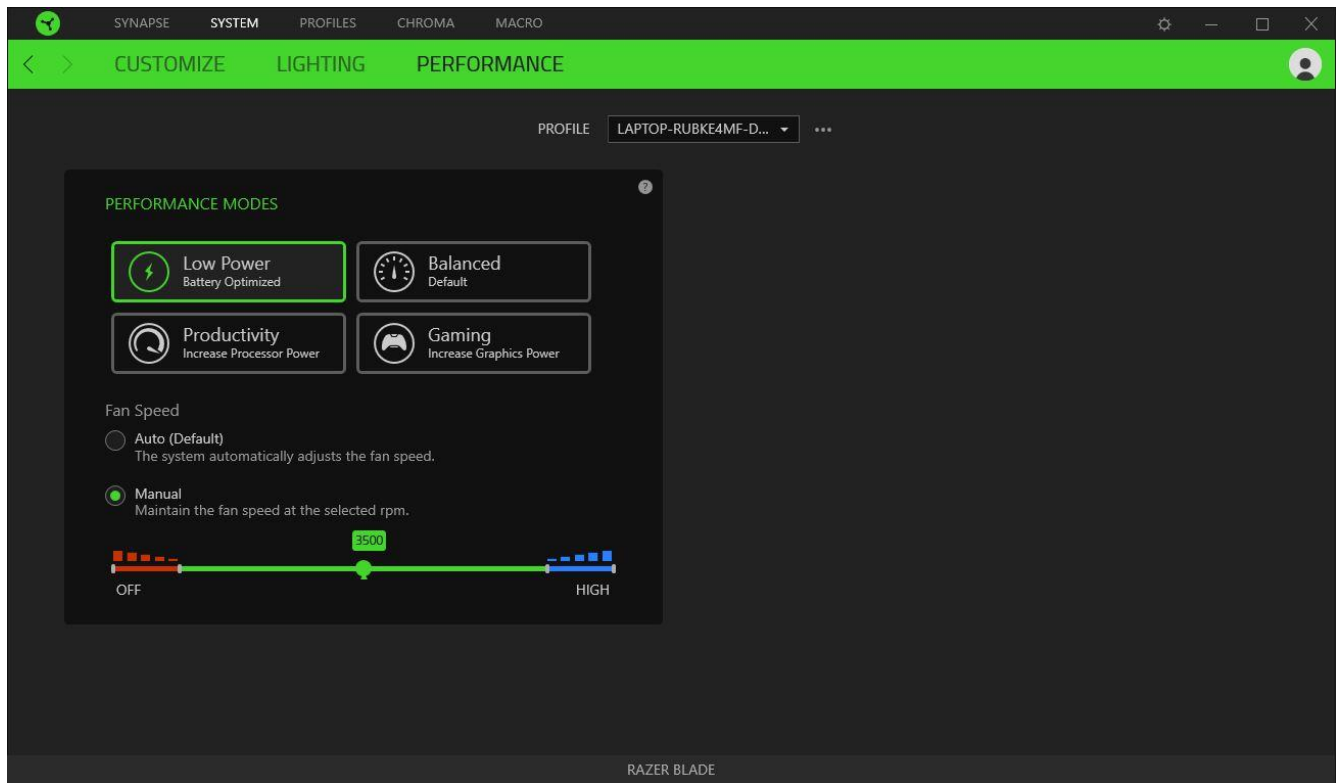 SYNAPSE SYSTEM PROFILES CHROMA MACRO
CUSTOMIZE LIGHTING PERFORMANCE
PROFILE LAPTOP-RUBKE4MF-D...
PERFORMANCE MODES
?
Low Power
Battery Optimized
Balanced
Default
Productivity
Increase Processor Power
Gaming
Increase Graphics Power
Fan Speed
Auto (Default)
The system automatically adjusts the fan speed.
Manual
Maintain the fan speed at the selected rpm.
3500
OFF HIGH
RAZER BLADE